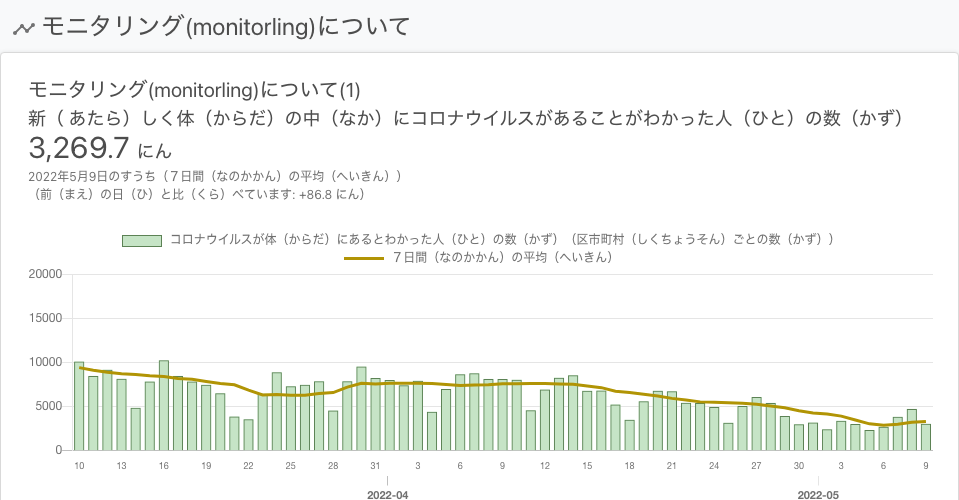 モニタリング(monitorling)について
モニタリング(monitorling)について(1)
新（ あたら）しく体（からだ）の中（なか）にコロナウイルスがあることがわかった人（ひと）の数（かず）
3,269.7 にん
2022年5月9日のすうち（７日間（なのかかん）の平均（へいきん））
（前（まえ）の日（ひ）と比（くら）べています: +86.8 にん）
コロナウイルスが体（からだ）にあるとわかった人（ひと）の数（かず）（区市町村（しくちょうそん）ごとの数（かず））
７日間（なのかかん）の平均（へいきん）
20000
15000
10000
5000
0
10 13 16 19 22 25 28 31 3 6 9 12 15 18 21 24 27 30 3 6 9
2022-04 2022-05